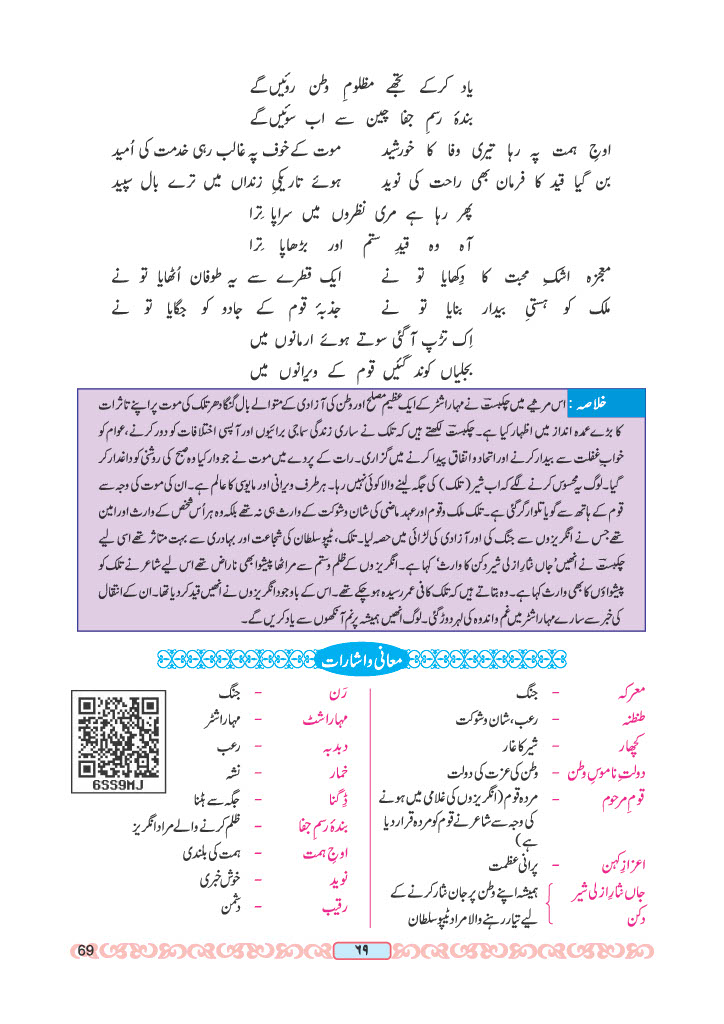 یاد کرکے تجھے مظلومِ وطن روئیں گے
بندۂ رسمِ جفا چین سے اب سوئیں گے
اوجِ ہمت پہ رہا تیری وفا کا خورشید موت کے خوف پہ غالب رہی خدمت کی اُمید
بن گیا قید کا فرمان بھی راحت کی نوید ہوئے تاریکیِ زنداں میں ترے بال سپید
پھر رہا ہے مری نظروں میں سراپا تِرا
آہ وہ قیدِ ستم اور بڑھاپا تِرا
معجزہ اشکِ محبت کا دِکھایا تو نے ایک قطرے سے یہ طوفان اُٹھایا تو نے
ملک کو ہستیِ بیدار بنایا تو نے جذبۂ قوم کے جادو کو جگایا تو نے
اِک تڑپ آگئی سوتے ہوئے ارمانوں میں
بجلیاں کوند گئیں قوم کے ویرانوں میں
خلاصہ : اس مرثیے میں چکبستؔ نے مہاراشٹر کے ایک عظیم مصلح اور وطن کی آزادی کے متوالے بال گنگا دھر تلک کی موت پر اپنے تاثرات
کا بڑے عمدہ انداز میں اظہار کیا ہے۔ چکبستؔ لکھتے ہیں کہ تلک نے ساری زندگی سماجی برائیوں اور آپسی اختلافات کو دور کرنے، عوام کو
خوابِ غفلت سے بیدار کرنے اور اتحاد و اتفاق پیدا کرنے میں گزاری۔ رات کے پردے میں موت نے جو وار کیا وہ صبح کی روشنی کو داغدار کر
گیا۔ لوگ یہ محسوس کرنے لگے کہ اب شیر (تلک) کی جگہ لینے والا کوئی نہیں رہا۔ ہر طرف ویرانی اور مایوسی کا عالم ہے۔ ان کی موت کی وجہ سے
قوم کے ہاتھ سے گویا تلوار گر گئی ہے۔ تلک ملک و قوم اور عہد ماضی کی شان و شوکت کے وارث ہی نہ تھے بلکہ وہ ہر اُس شخص کے وارث اور امین
تھے جس نے انگریزوں سے جنگ کی اور آزادی کی لڑائی میں حصہ لیا۔ تلک، ٹیپو سلطان کی شجاعت اور بہادری سے بہت متاثر تھے اسی لیے
چکبستؔ نے انھیں 'جاں نثارِ ازلی شیرِ دکن کا وارث' کہا ہے۔ انگریزوں کے ظلم و ستم سے مراٹھا پیشوا بھی ناراض تھے اس لیے شاعر نے تلک کو
پیشواؤں کا بھی وارث کہا ہے۔ وہ بتاتے ہیں کہ تلک کافی عمر رسیدہ ہو چکے تھے۔ اس کے باوجود انگریزوں نے انھیں قید کر دیا تھا۔ ان کے انتقال
کی خبر سے سارے مہاراشٹر میں غم و اندوہ کی لہر دوڑ گئی۔ لوگ انھیں ہمیشہ پرنم آنکھوں سے یاد کریں گے۔
معانی و اشارات
معرکہ - جنگ
طنطنہ - رعب، شان و شوکت
کچھار - شیر کا غار
دولتِ ناموسِ وطن - وطن کی عزت کی دولت
قومِ مرحوم - مردہ قوم (انگریزوں کی غلامی میں ہونے
کی وجہ سے شاعر نے قوم کو مردہ قرار دیا
ہے)
اعزازِ کہن - پرانی عظمت
جاں نثارِ ازلی شیر ہمیشہ اپنے وطن پر جان نثار کرنے کے
دکن لیے تیار رہنے والا مراد ٹیپو سلطان
رَن - جنگ
مہاراشٹ - مہاراشٹر
دبدبہ - رعب
خمار - نشہ
ڈِگنا - جگہ سے ہٹنا
بندۂ رسمِ جفا - ظلم کرنے والے مراد انگریز
اوجِ ہمت - ہمت کی بلندی
نوید - خوش خبری
رقیب - دشمن
6SS9MJ
69
۶۹